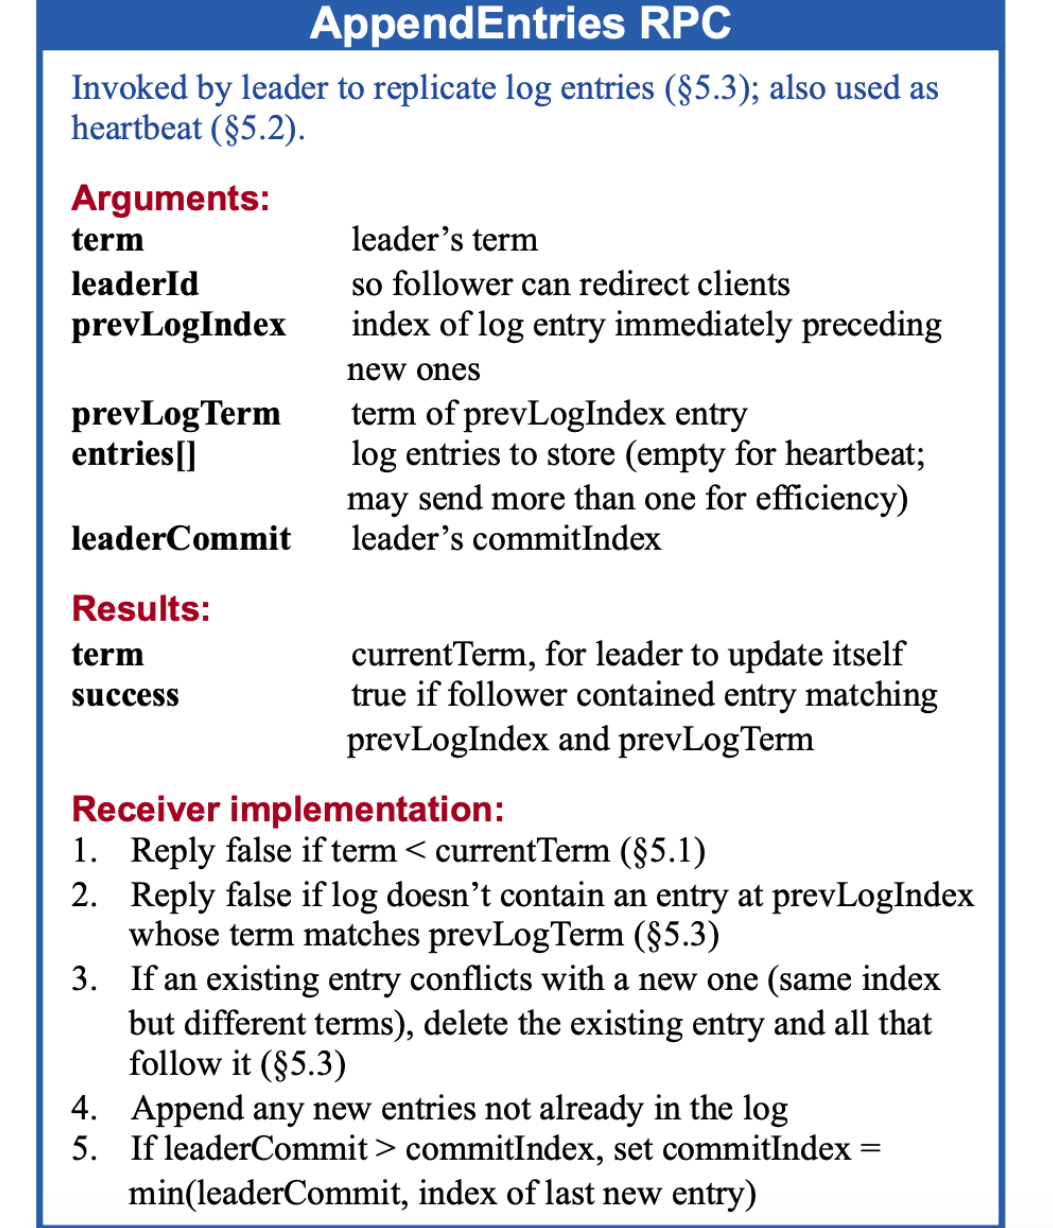 AppendEntries RPC
Invoked by leader to replicate log entries (§5.3); also used as
heartbeat (§5.2).
Arguments:
term leader’s term
leaderId so follower can redirect clients
prevLogIndex index of log entry immediately preceding
new ones
prevLogTerm term of prevLogIndex entry
entries[] log entries to store (empty for heartbeat;
may send more than one for efficiency)
leaderCommit leader’s commitIndex
Results:
term currentTerm, for leader to update itself
success true if follower contained entry matching
prevLogIndex and prevLogTerm
Receiver implementation:
1. Reply false if term < currentTerm (§5.1)
2. Reply false if log doesn’t contain an entry at prevLogIndex
whose term matches prevLogTerm (§5.3)
3. If an existing entry conflicts with a new one (same index
but different terms), delete the existing entry and all that
follow it (§5.3)
4. Append any new entries not already in the log
5. If leaderCommit > commitIndex, set commitIndex =
min(leaderCommit, index of last new entry)